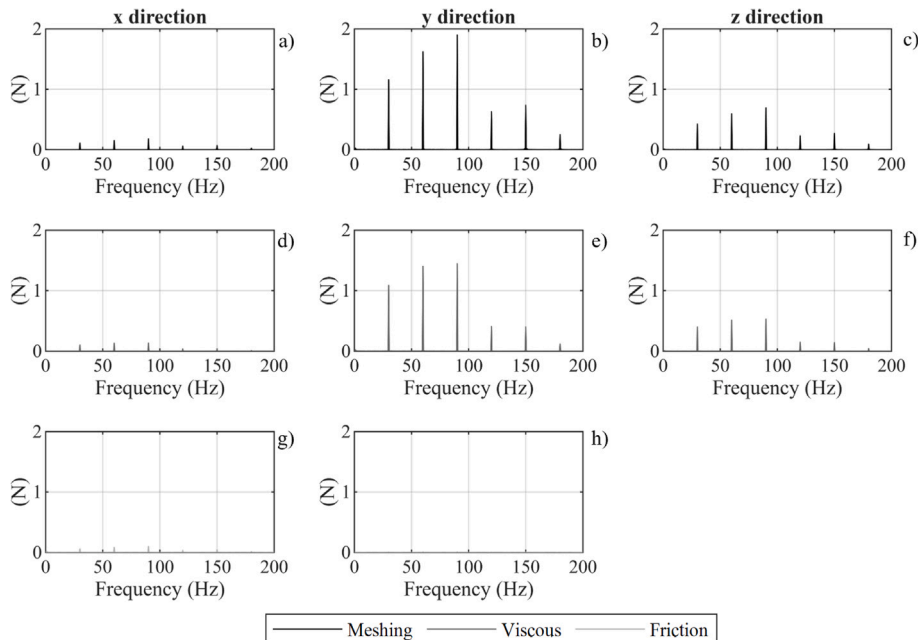 x direction y direction z direction
a) b) c)
2 2 2
(N) 1 (N) 1 (N) 1
0 0 0
0 50 100 150 200 0 50 100 150 200 0 50 100 150 200
Frequency (Hz) Frequency (Hz) Frequency (Hz)
d) e) f)
2 2 2
(N) 1 (N) 1 (N) 1
0 0 0
0 50 100 150 200 0 50 100 150 200 0 50 100 150 200
Frequency (Hz) Frequency (Hz) Frequency (Hz)
g) h)
2 2
(N) 1 (N) 1
0 0
0 50 100 150 200 0 50 100 150 200
Frequency (Hz) Frequency (Hz)
Meshing Viscous Friction